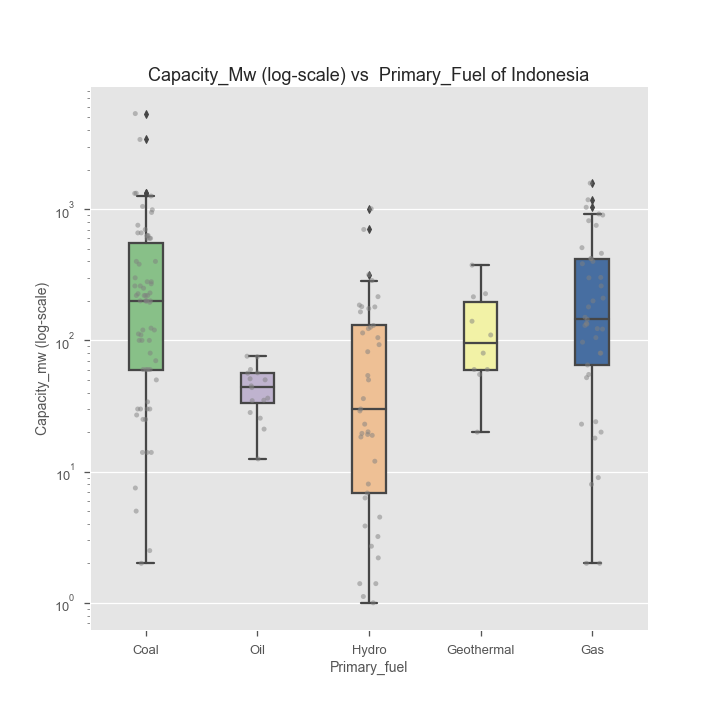 Capacity_Mw (log-scale) vs  Primary_Fuel of Indonesia
Capacity_mw (log-scale)
10³
10²
10¹
10⁰
Coal
Oil
Hydro
Geothermal
Gas
Primary_fuel